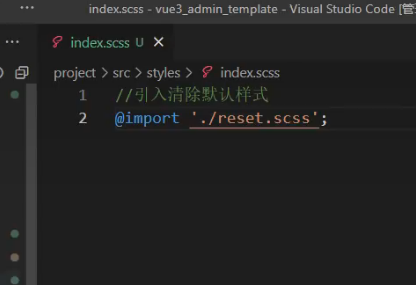 index.scss - vue3_admin_template - Visual Studio Code [管
index.scss U
project > src > styles > index.scss
1 //引入清除默认样式
2 @import './reset.scss';